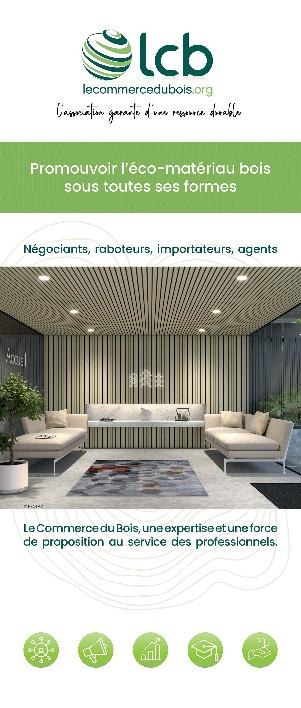 lcb
lecommercedubois.org
l'association garante d'une ressource durable
Promouvoir l'éco-matériau bois
sous toutes ses formes
Négociants, raboteurs, importateurs, agents
Accueil
Le Commerce du Bois, une expertise et une force
de proposition au service des professionnels.